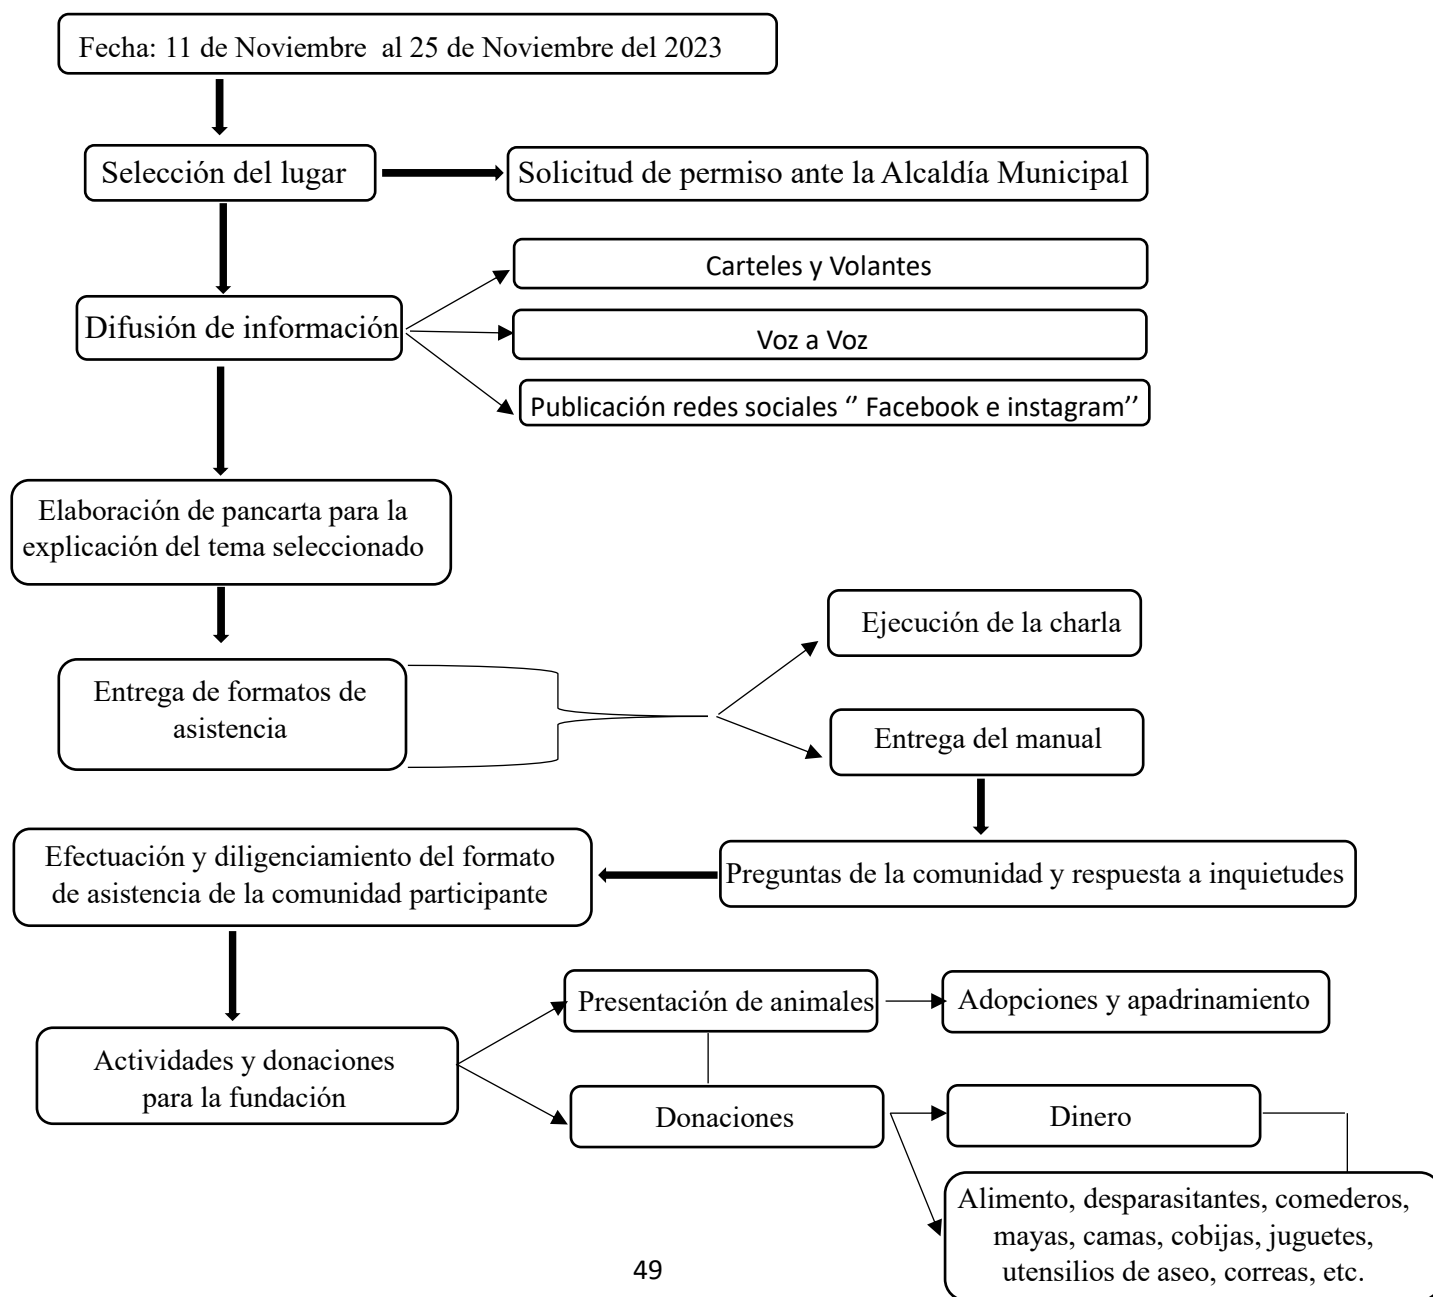 Fecha: 11 de Noviembre al 25 de Noviembre del 2023
Selección del lugar
Solicitud de permiso ante la Alcaldía Municipal
Difusión de información
Carteles y Volantes
Voz a Voz
Publicación redes sociales “ Facebook e instagram’’
Elaboración de pancarta para la
explicación del tema seleccionado
Entrega de formatos de
asistencia
Ejecución de la charla
Entrega del manual
Preguntas de la comunidad y respuesta a inquietudes
Efectuación y diligenciamiento del formato
de asistencia de la comunidad participante
Actividades y donaciones
para la fundación
Presentación de animales
Adopciones y apadrinamiento
Donaciones
Dinero
Alimento, desparasitantes, comederos,
mayas, camas, cobijas, juguetes,
utensilios de aseo, correas, etc.
49